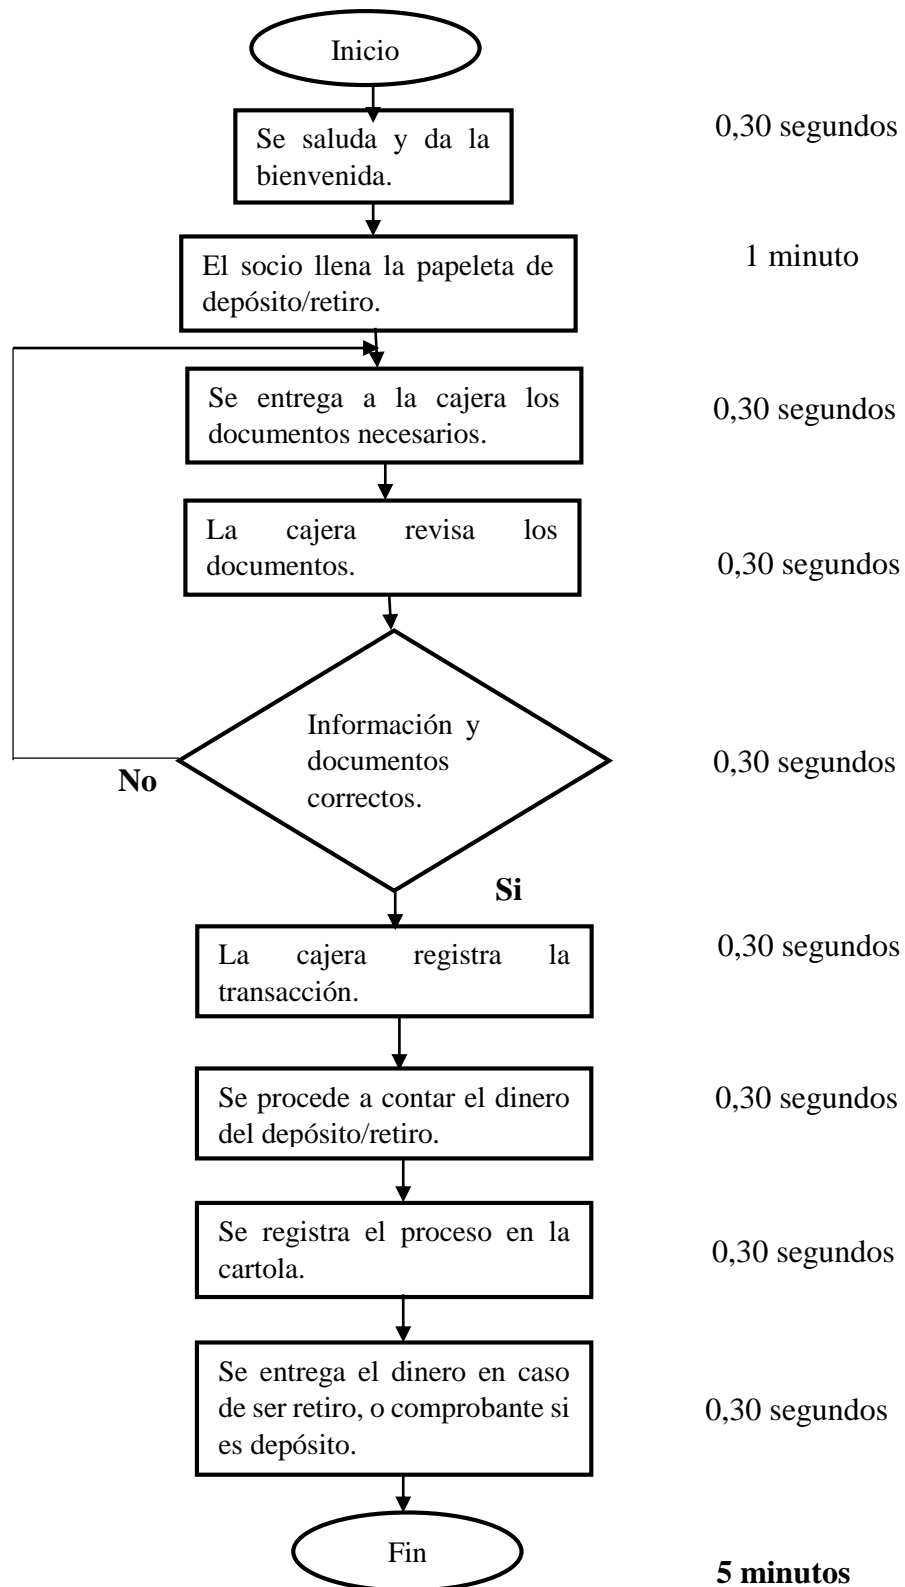 Inicio
Se saluda y da la
bienvenida.
0,30 segundos
El socio llena la papeleta de
depósito/retiro.
1 minuto
Se entrega a la cajera los
documentos necesarios.
0,30 segundos
La cajera revisa los
documentos.
0,30 segundos
Información y
documentos
correctos.
0,30 segundos
No
Si
La cajera registra la
transacción.
0,30 segundos
Se procede a contar el dinero
del depósito/retiro.
0,30 segundos
Se registra el proceso en la
cartola.
0,30 segundos
Se entrega el dinero en caso
de ser retiro, o comprobante si
es depósito.
0,30 segundos
Fin
5 minutos